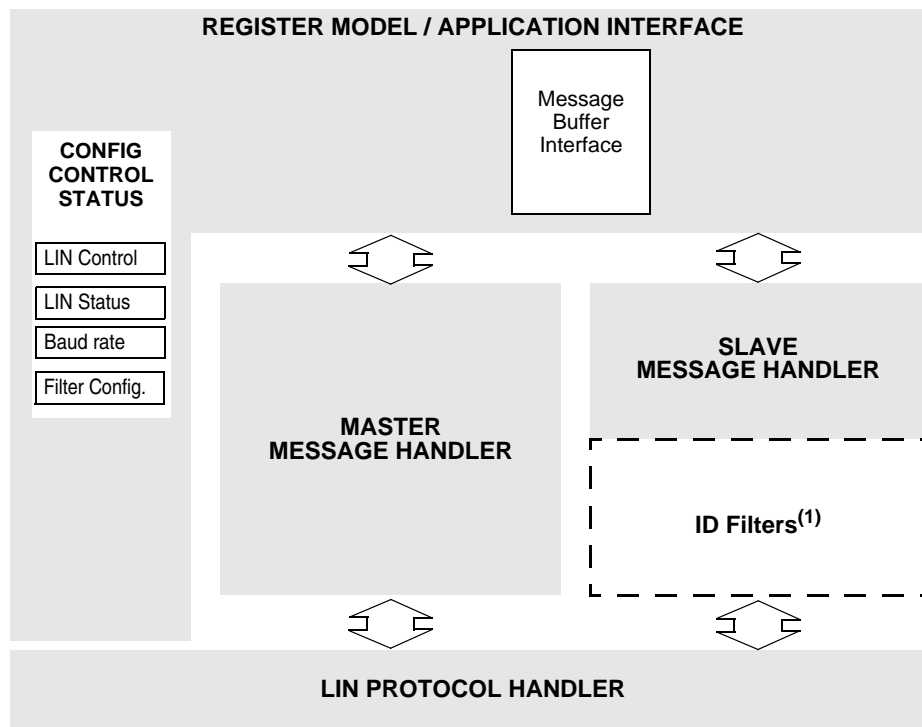 REGISTER MODEL / APPLICATION INTERFACE
Message
Buffer
Interface
CONFIG
CONTROL
STATUS
LIN Control
LIN Status
Baud rate
Filter Config.
MASTER
MESSAGE HANDLER
SLAVE
MESSAGE HANDLER
ID Filters(1)
LIN PROTOCOL HANDLER